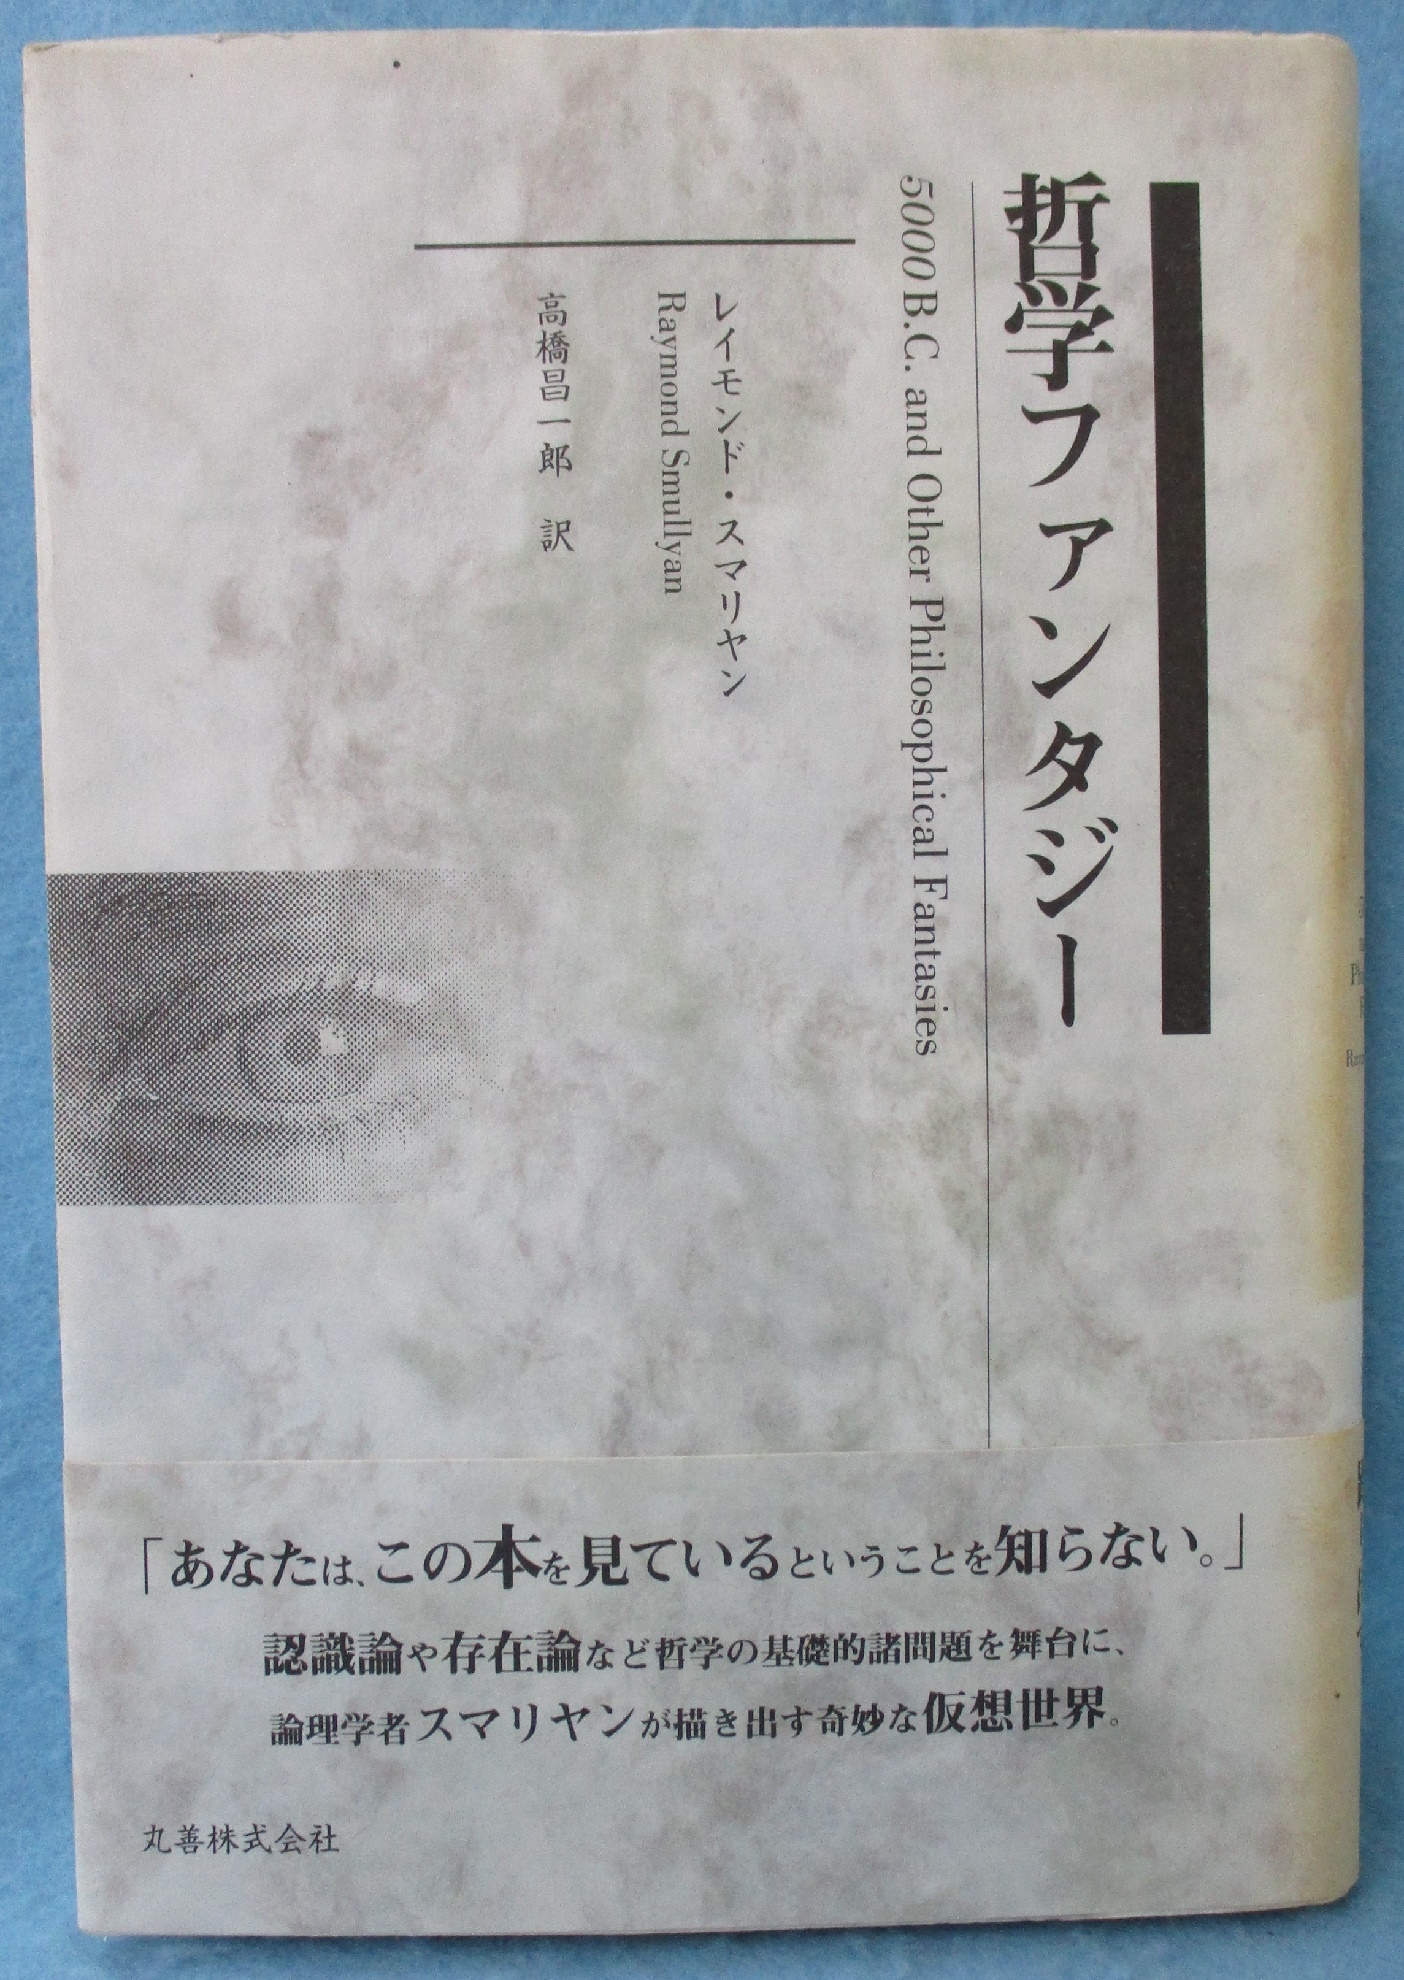 哲学ファンタジー
5000 B.C. and Other Philosophical Fantasies
レイモンド・スマリヤン
Raymond Smullyan
高橋昌一郎 訳
「あなたは、この本を見ているということを知らない。」
認識論や存在論など哲学の基礎的諸問題を舞台に、
論理学者スマリヤンが描き出す奇妙な仮想世界。
丸善株式会社